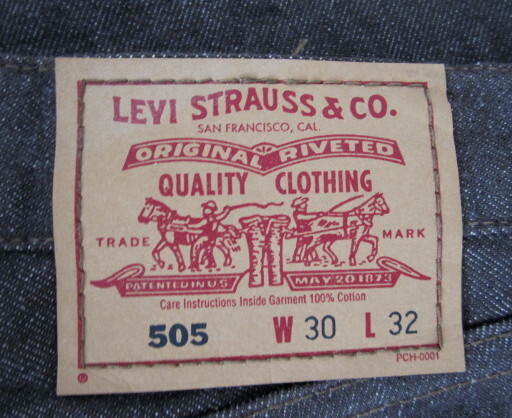 LEVI STRAUSS & CO.
SAN FRANCISCO, CAL.
ORIGINAL RIVETED
QUALITY CLOTHING
TRADE MARK
PATENTED IN U.S. MAY 20 1873
Care Instructions Inside Garment 100% Cotton
505 W 30 L 32
PCH-0001